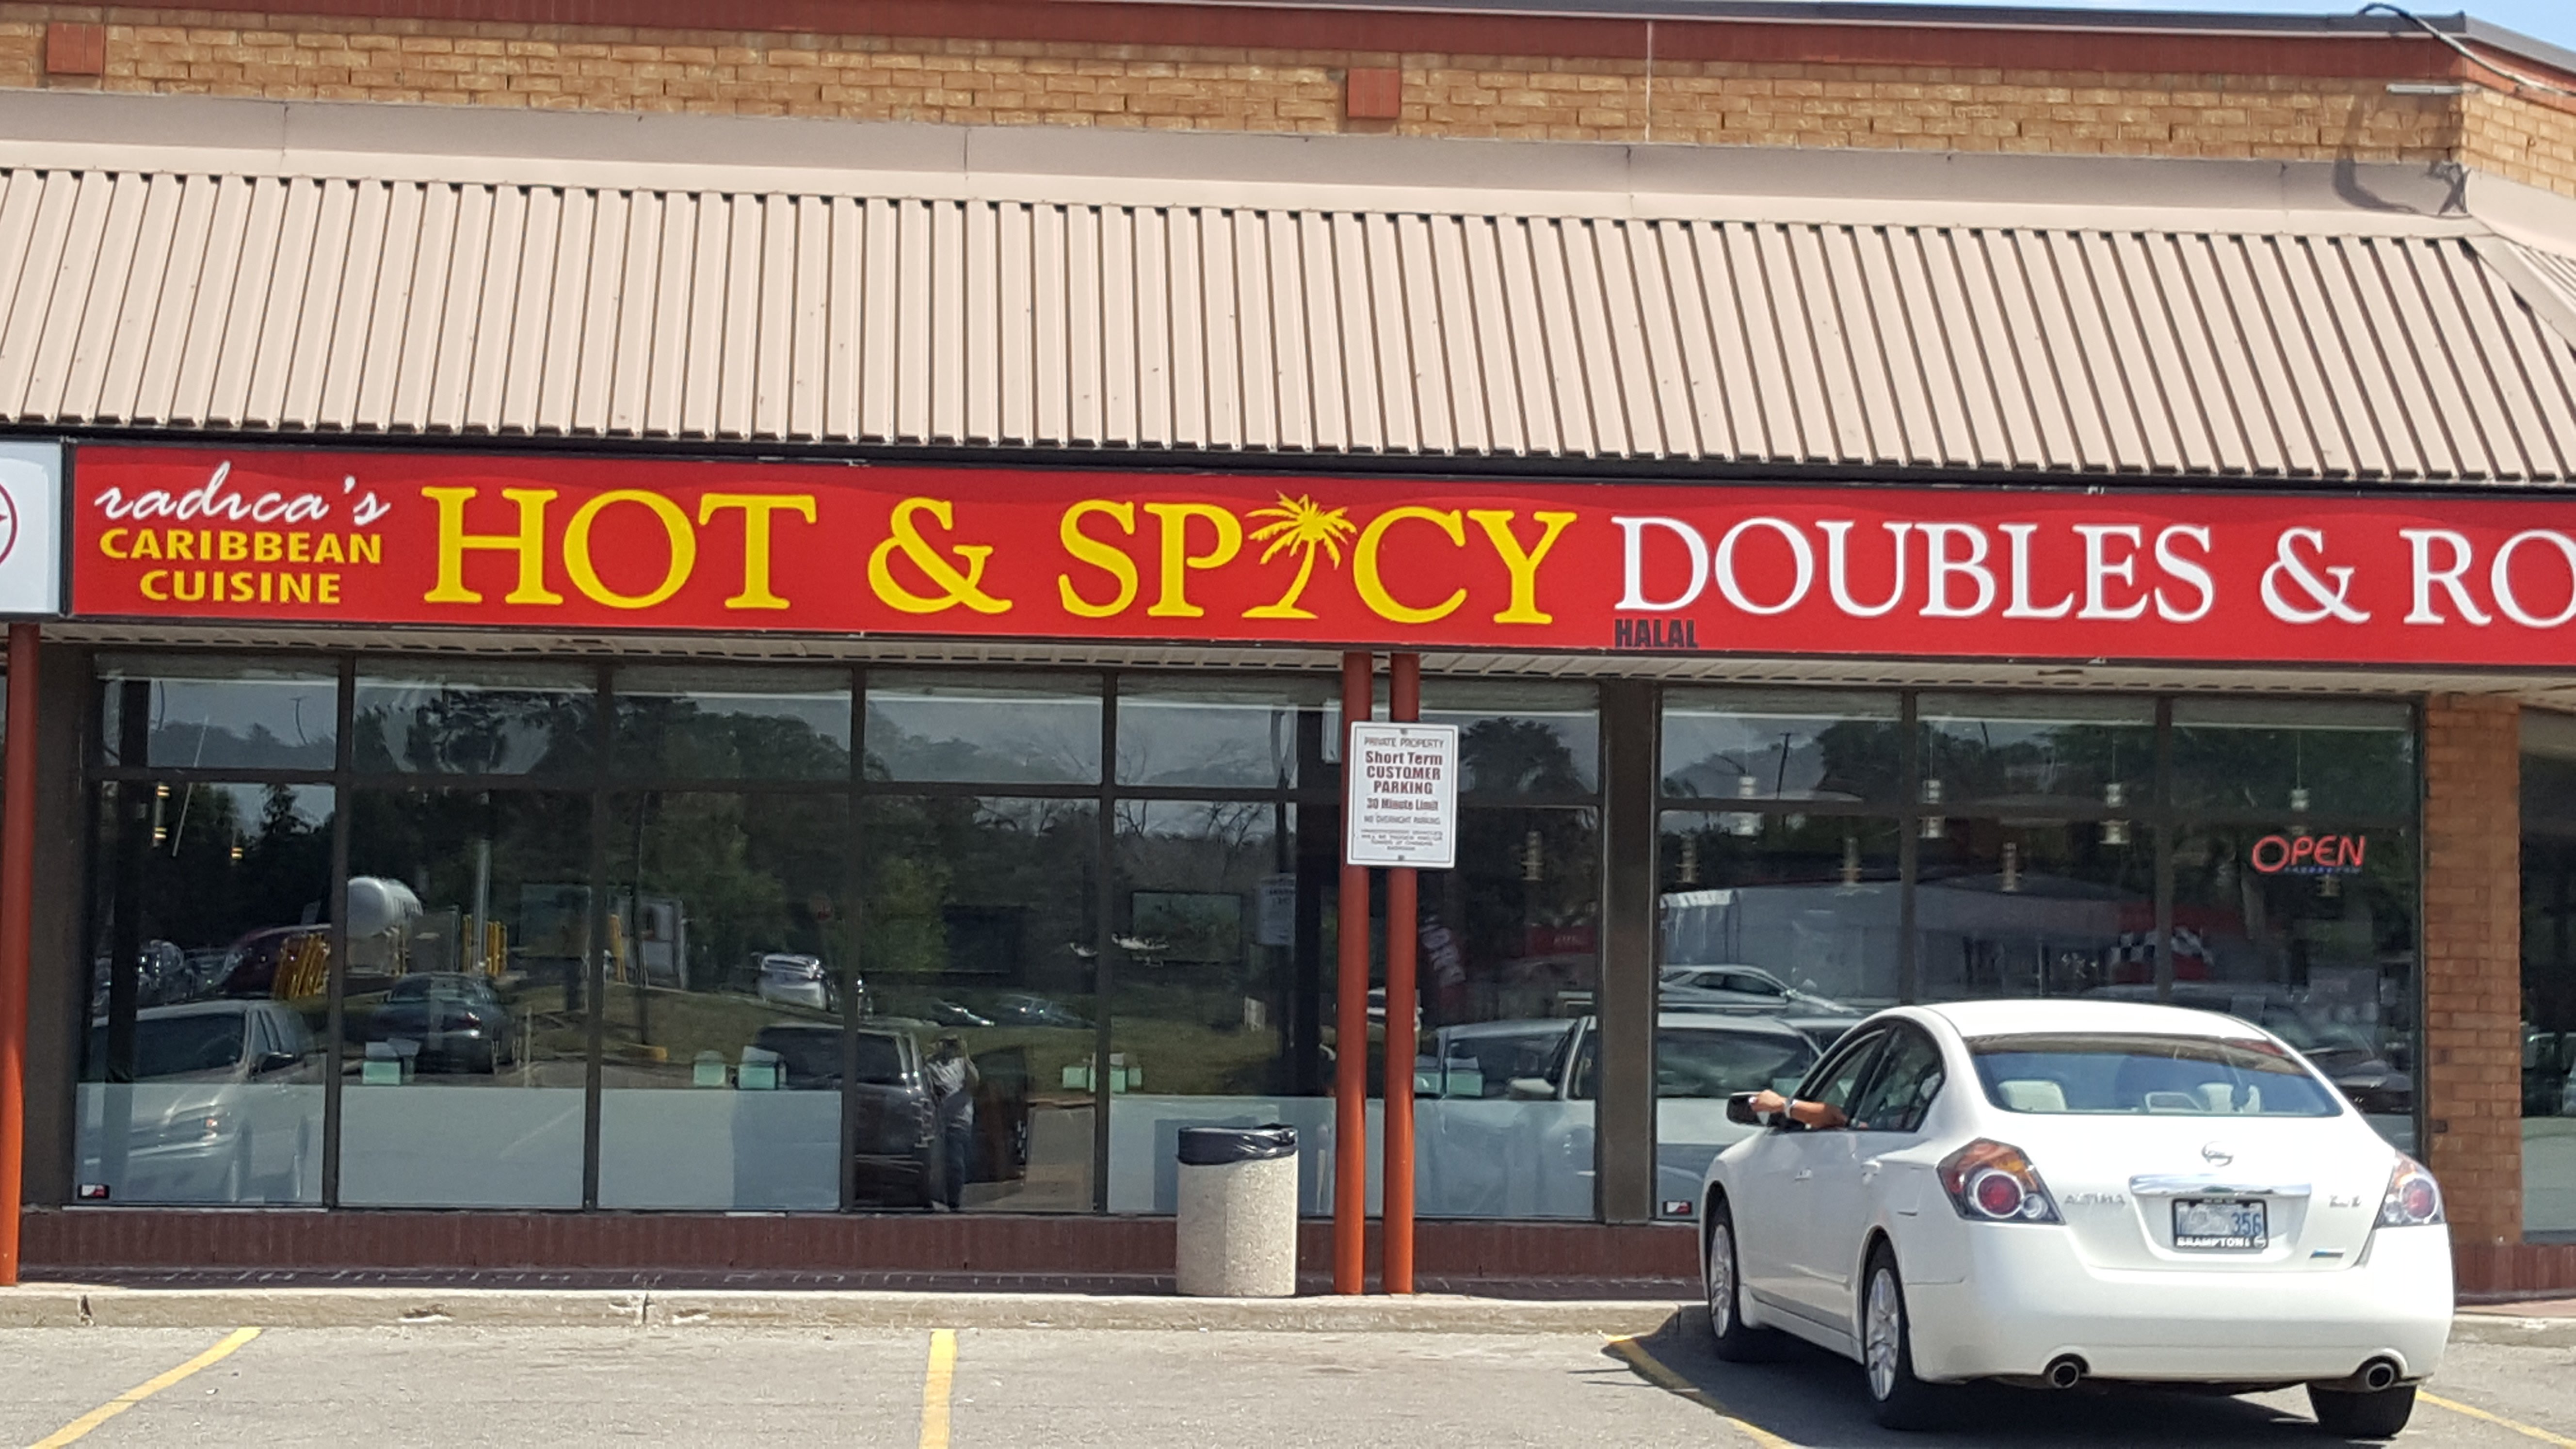 radica's
CARIBBEAN
CUISINE
HOT & SPICY DOUBLES & RO
HALAL
PRIVATE PROPERTY
Short Term
CUSTOMER
PARKING
30 Minute Limit
NO OVERNIGHT PARKING
OPEN
ALTIMA
356
BRAMPTON